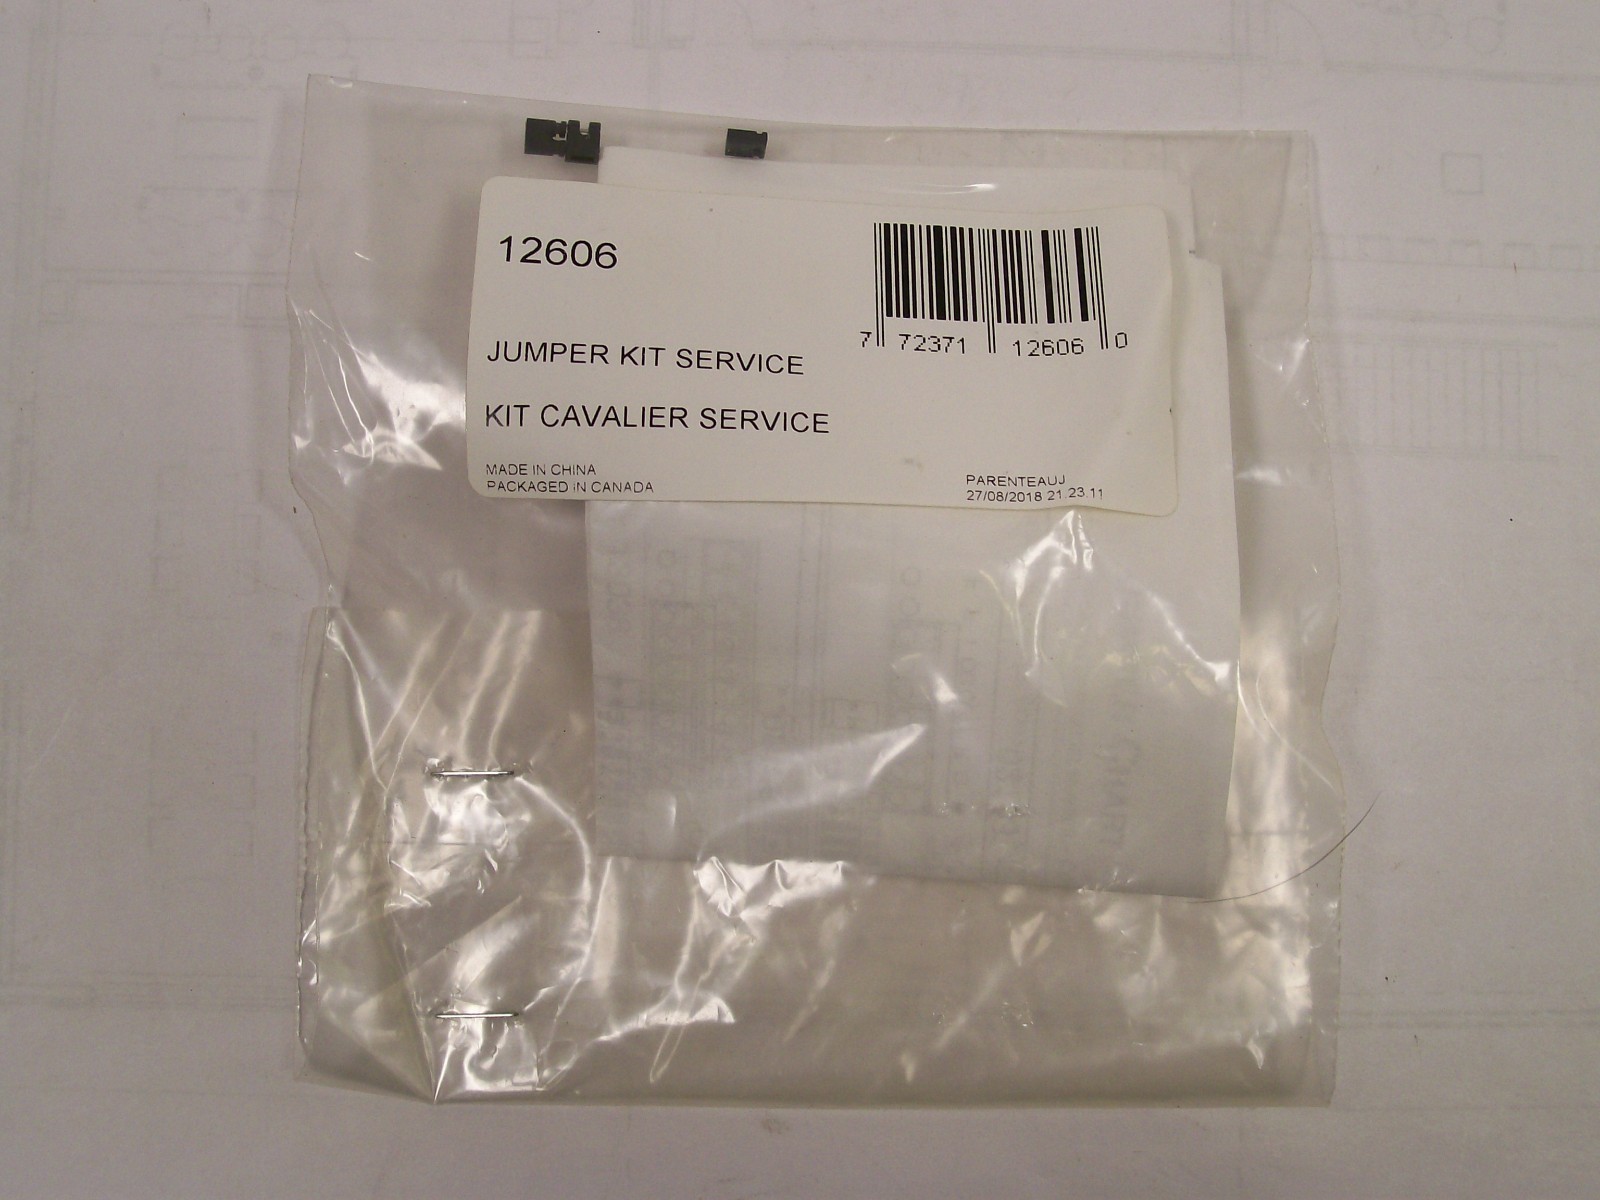 12606
7 72371 12606 0
JUMPER KIT SERVICE
KIT CAVALIER SERVICE
MADE IN CHINA
PACKAGED IN CANADA
PARENTEAUJ
27/08/2018 21.23.11